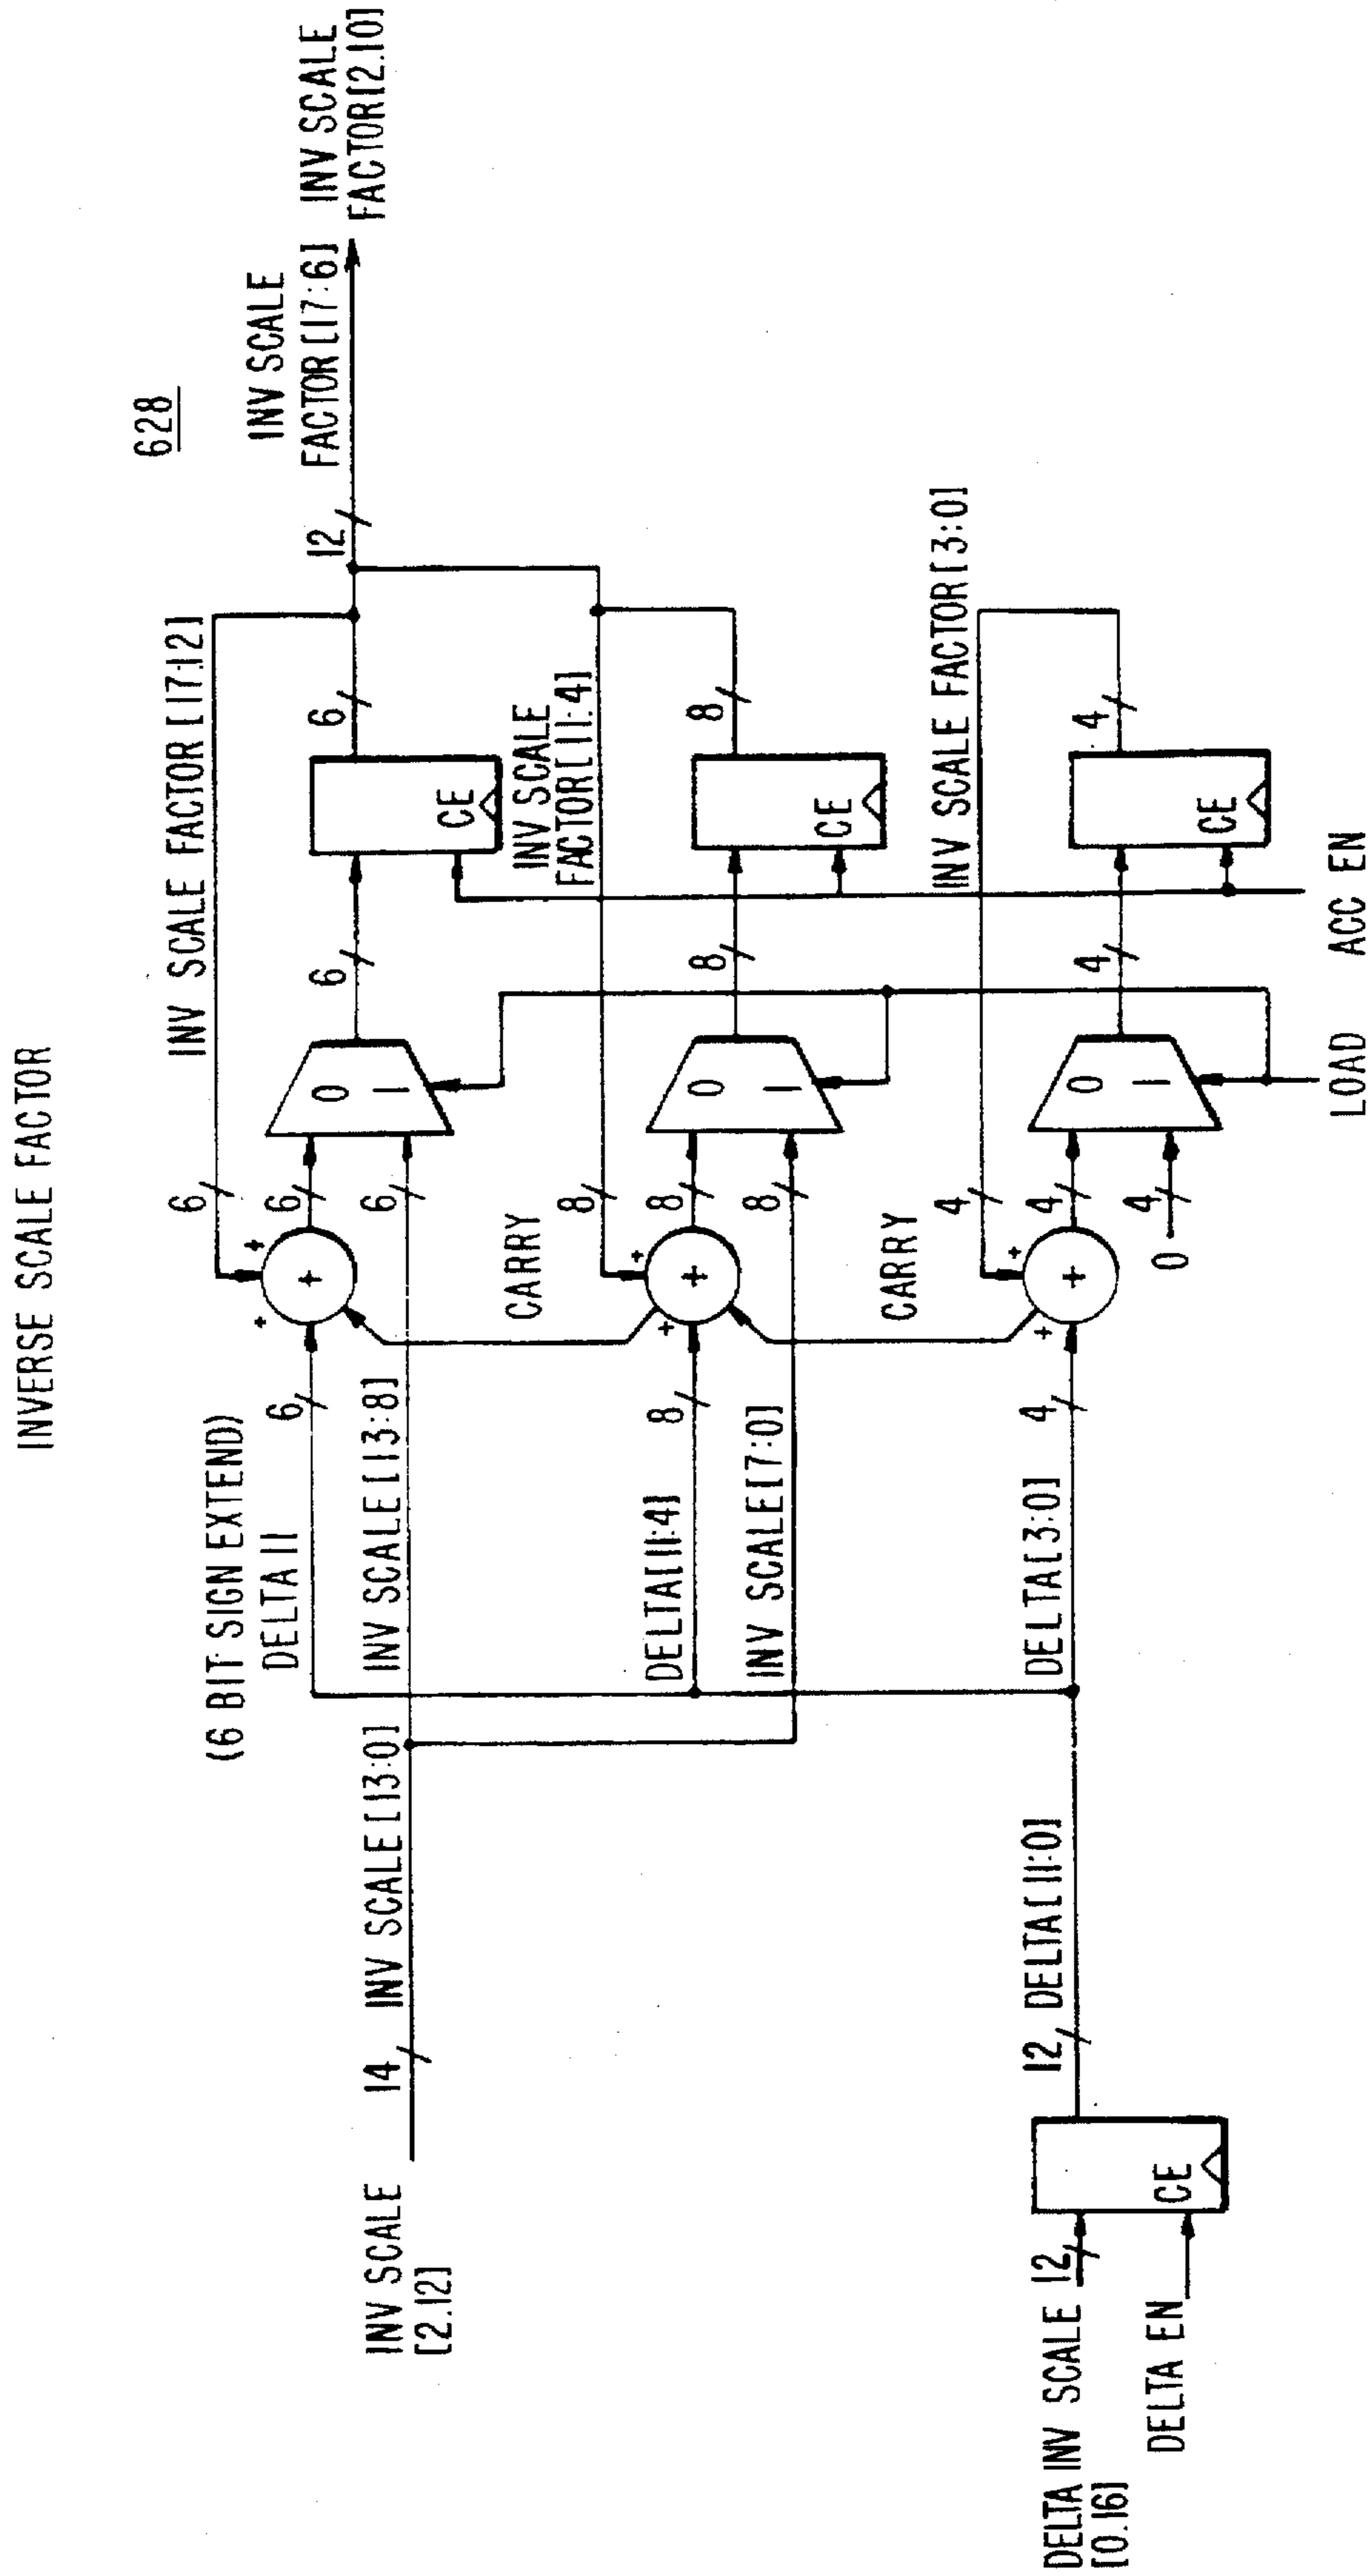 INVERSE SCALE FACTOR
628
INV SCALE FACTOR [17:12]
INV SCALE
FACTOR[17:6]
INV SCALE
FACTOR[2.10]
12
(6 BIT SIGN EXTEND)
DELTA 11
6
6
6
6
6
6
+
+
+
0
1
CE
INV SCALE
[2.12]
14
INV SCALE [13:0]
INV SCALE [13:8]
CARRY
INV SCALE
FACTOR[11:4]
DELTA[11:4]
8
8
8
8
8
8
+
+
+
0
1
CE
INV SCALE[7:0]
CARRY
INV SCALE FACTOR[3:0]
DELTA INV SCALE
[0.16]
12
DELTA EN
CE
12
DELTA[11:0]
DELTA[3:0]
4
4
4
4
4
4
+
+
+
0
0
1
CE
LOAD
ACC EN